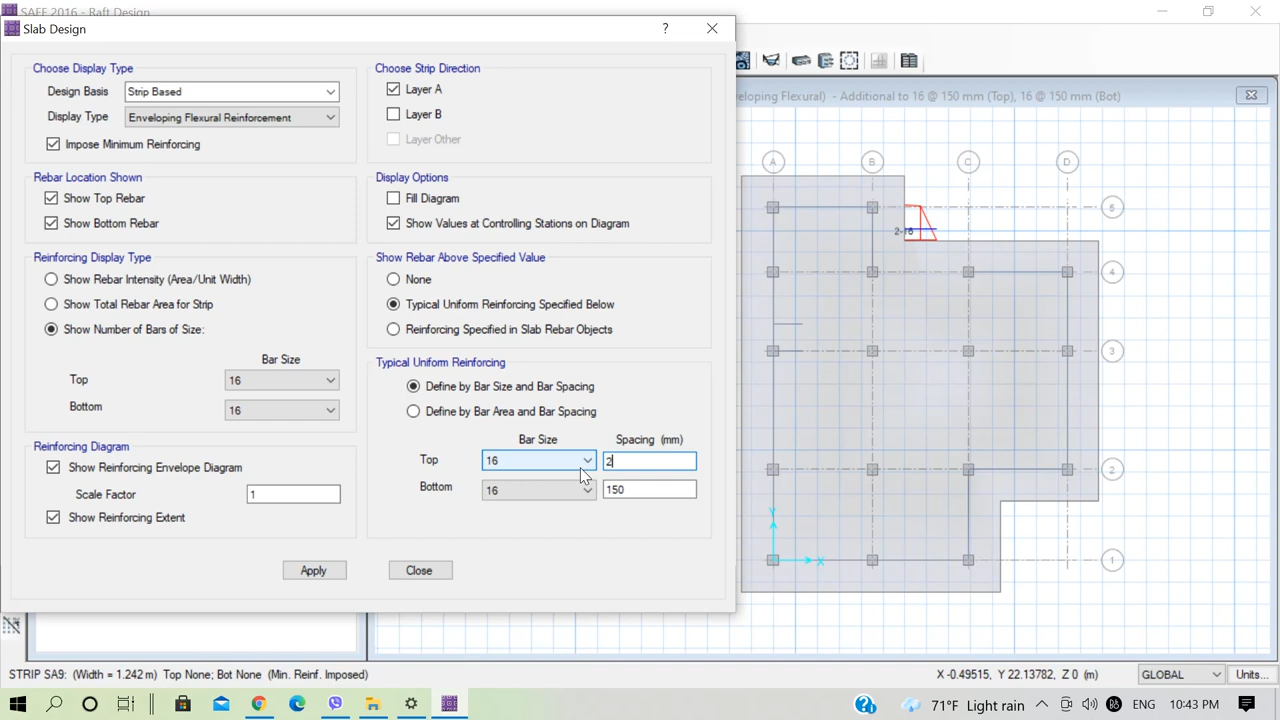 SAFE 2016 - Raft Design
Slab Design
?
Choose Display Type
Design Basis Strip Based
Display Type Enveloping Flexural Reinforcement
Impose Minimum Reinforcing
Rebar Location Shown
Show Top Rebar
Show Bottom Rebar
Reinforcing Display Type
Show Rebar Intensity (Area/Unit Width)
Show Total Rebar Area for Strip
Show Number of Bars of Size:
Bar Size
Top 16
Bottom 16
Reinforcing Diagram
Show Reinforcing Envelope Diagram
Scale Factor 1
Show Reinforcing Extent
Apply
Close
Choose Strip Direction
Layer A
Layer B
Layer Other
Display Options
Fill Diagram
Show Values at Controlling Stations on Diagram
Show Rebar Above Specified Value
None
Typical Uniform Reinforcing Specified Below
Reinforcing Specified in Slab Rebar Objects
Typical Uniform Reinforcing
Define by Bar Size and Bar Spacing
Define by Bar Area and Bar Spacing
Bar Size Spacing (mm)
Top 16 2
Bottom 16 150
eloping Flexural) - Additional to 16 @ 150 mm (Top), 16 @ 150 mm (Bot)
A B C D
5
2-16
4
3
2
Y
X
1
STRIP SA9: (Width = 1.242 m) Top None; Bot None (Min. Reinf. Imposed)
X -0.49515, Y 22.13782, Z 0 (m)
GLOBAL
Units...
71°F Light rain
ENG
10:43 PM